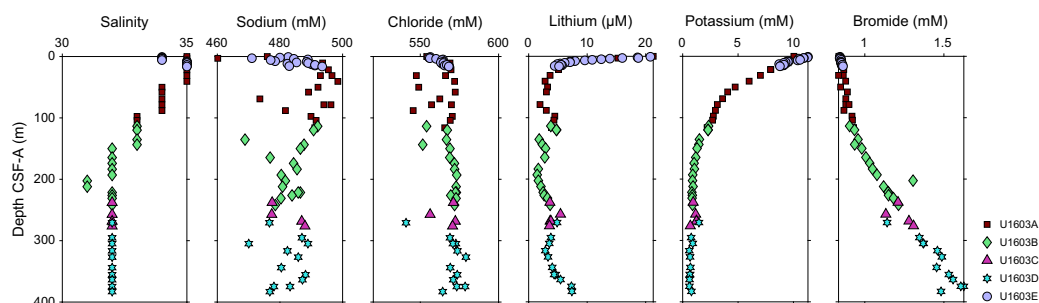 Salinity Sodium (mM) Chloride (mM) Lithium (µM) Potassium (mM) Bromide (mM)
30 35 460 480 500 550 600 0 10 20 0 5 10 1 1.5
0
100
200
300
400
Depth CSF-A (m)
U1603A
U1603B
U1603C
U1603D
U1603E